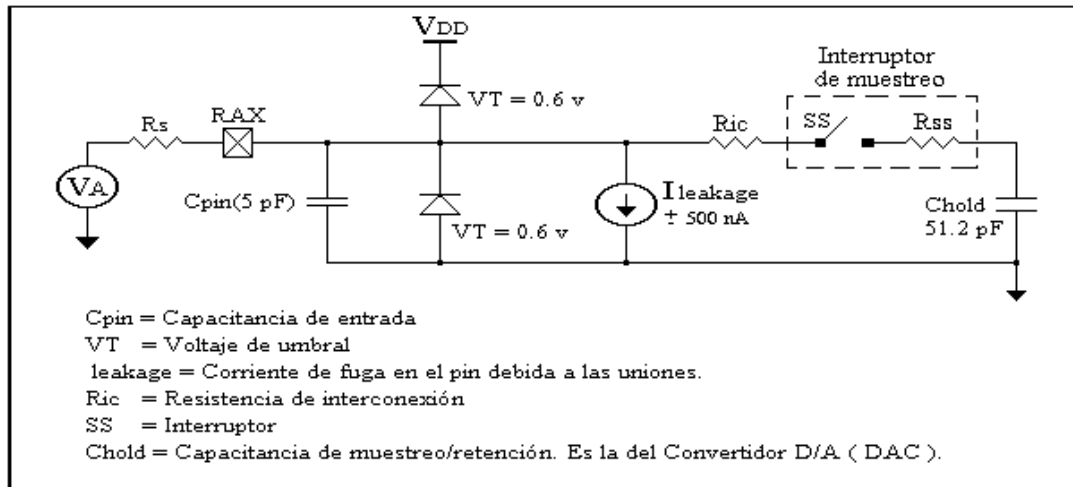 VDD
VT = 0.6 v
Interruptor
de muestreo
Rs
RAX
Ric
SS
Rss
VA
Cpin(5 pF)
VT = 0.6 v
I leakage
± 500 nA
Chold
51.2 pF
Cpin = Capacitancia de entrada
VT = Voltaje de umbral
leakage = Corriente de fuga en el pin debida a las uniones.
Ric = Resistencia de interconexión
SS = Interruptor
Chold = Capacitancia de muestreo/retención. Es la del Convertidor D/A ( DAC ).